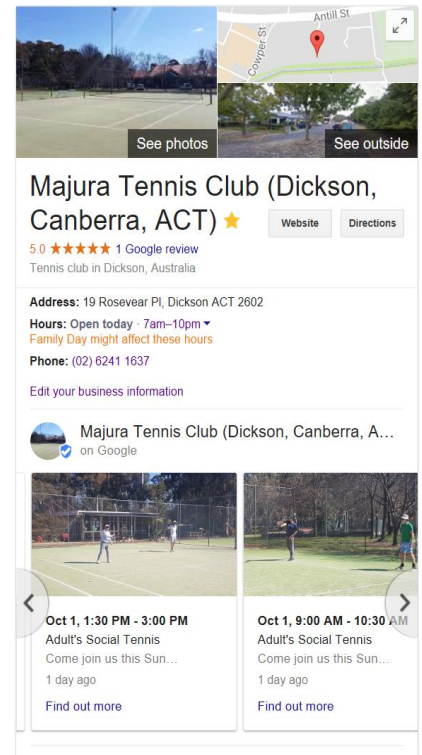 Antill St
Cowper St
See photos
See outside
Majura Tennis Club (Dickson,
Canberra, ACT)
Website
Directions
5.0 ★★★★★ 1 Google review
Tennis club in Dickson, Australia
Address: 19 Rosevear Pl, Dickson ACT 2602
Hours: Open today · 7am–10pm
Family Day might affect these hours
Phone: (02) 6241 1637
Edit your business information
Majura Tennis Club (Dickson, Canberra, A...
on Google
Oct 1, 1:30 PM - 3:00 PM
Adult's Social Tennis
Come join us this Sun...
1 day ago
Find out more
Oct 1, 9:00 AM - 10:30 AM
Adult's Social Tennis
Come join us this Sun...
1 day ago
Find out more